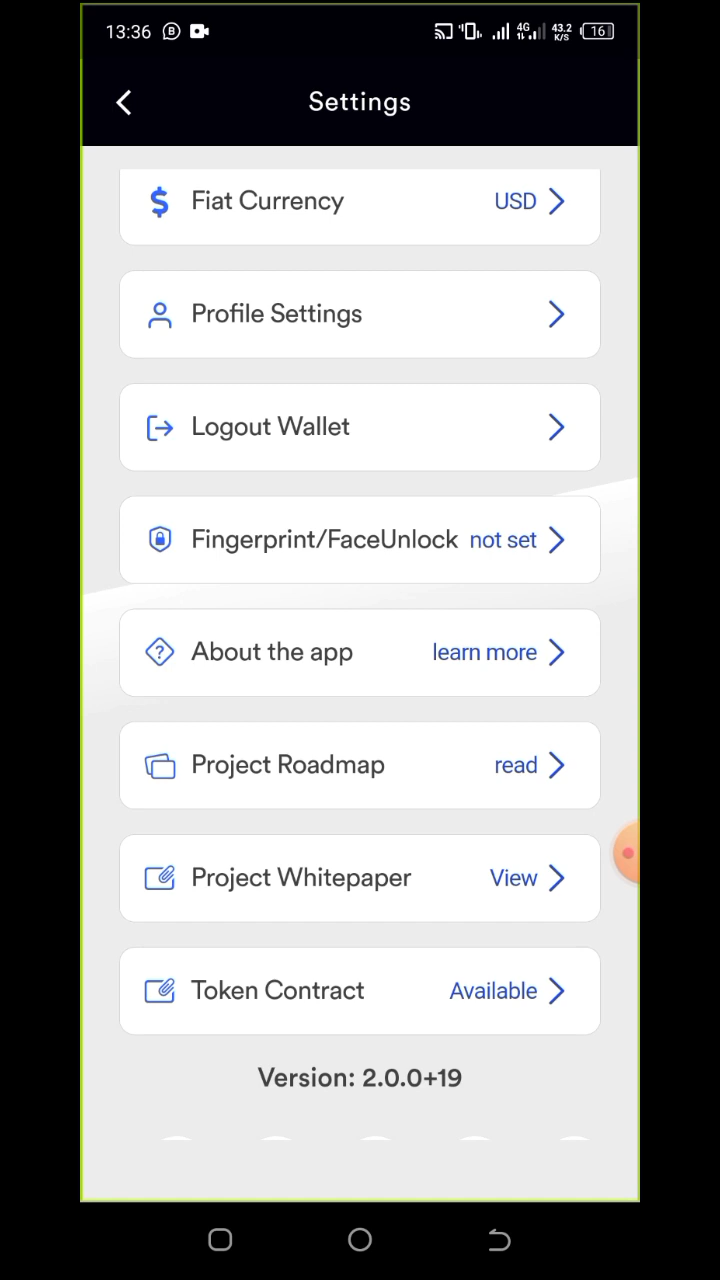 13:36 B 4G 43.2 K/S 16
Settings
$ Fiat Currency USD
Profile Settings
Logout Wallet
Fingerprint/FaceUnlock not set
? About the app learn more
Project Roadmap read
Project Whitepaper View
Token Contract Available
Version: 2.0.0+19